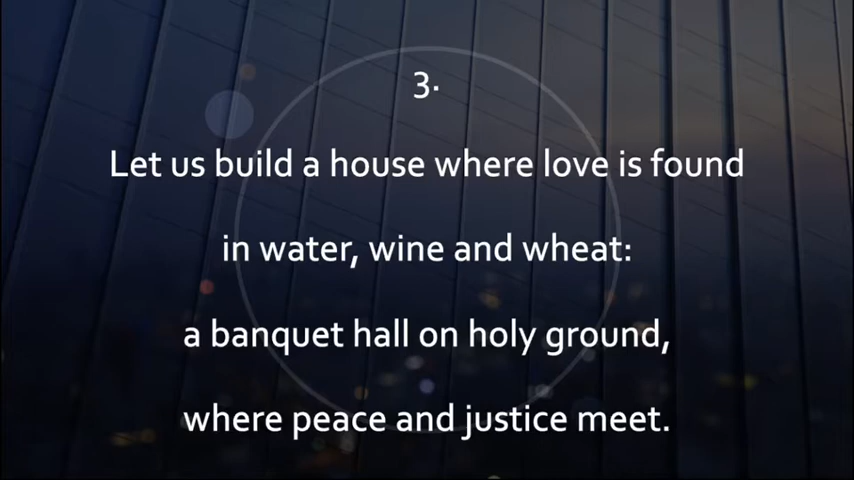 3.
Let us build a house where love is found
in water, wine and wheat:
a banquet hall on holy ground,
where peace and justice meet.